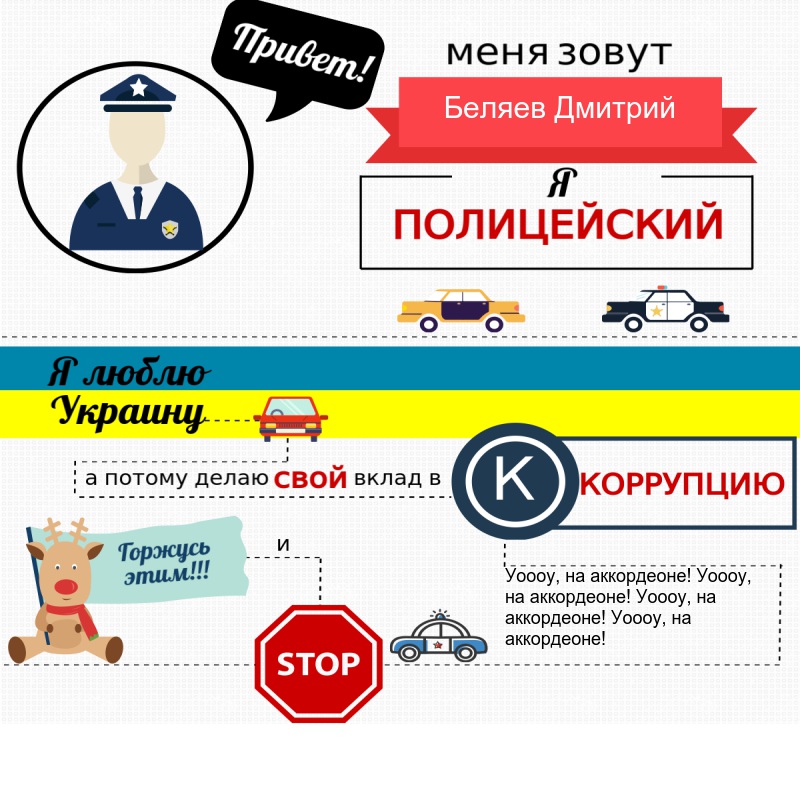 Привет!
меня зовут
Беляев Дмитрий
Я
ПОЛИЦЕЙСКИЙ
Я люблю
Украину
а потому делаю СВОЙ вклад в
К
КОРРУПЦИЮ
Горжусь
этим!!!
и
Уоооу, на аккордеоне! Уоооу,
на аккордеоне! Уоооу, на
аккордеоне! Уоооу, на
аккордеоне!
STOP